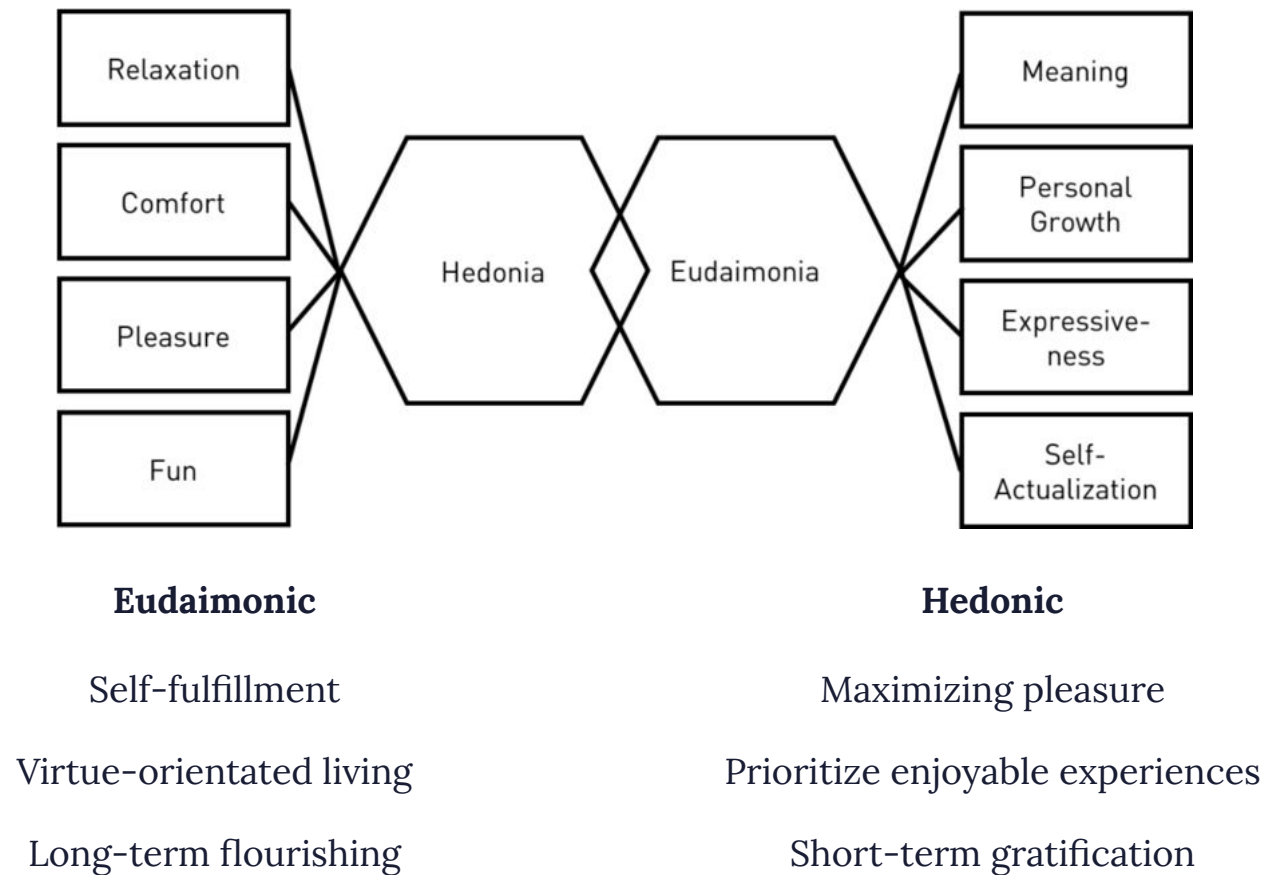 Relaxation
Comfort
Pleasure
Fun
Hedonia
Eudaimonia
Meaning
Personal
Growth
Expressive-
ness
Self-
Actualization
Eudaimonic
Self-fulfillment
Virtue-orientated living
Long-term flourishing
Hedonic
Maximizing pleasure
Prioritize enjoyable experiences
Short-term gratification